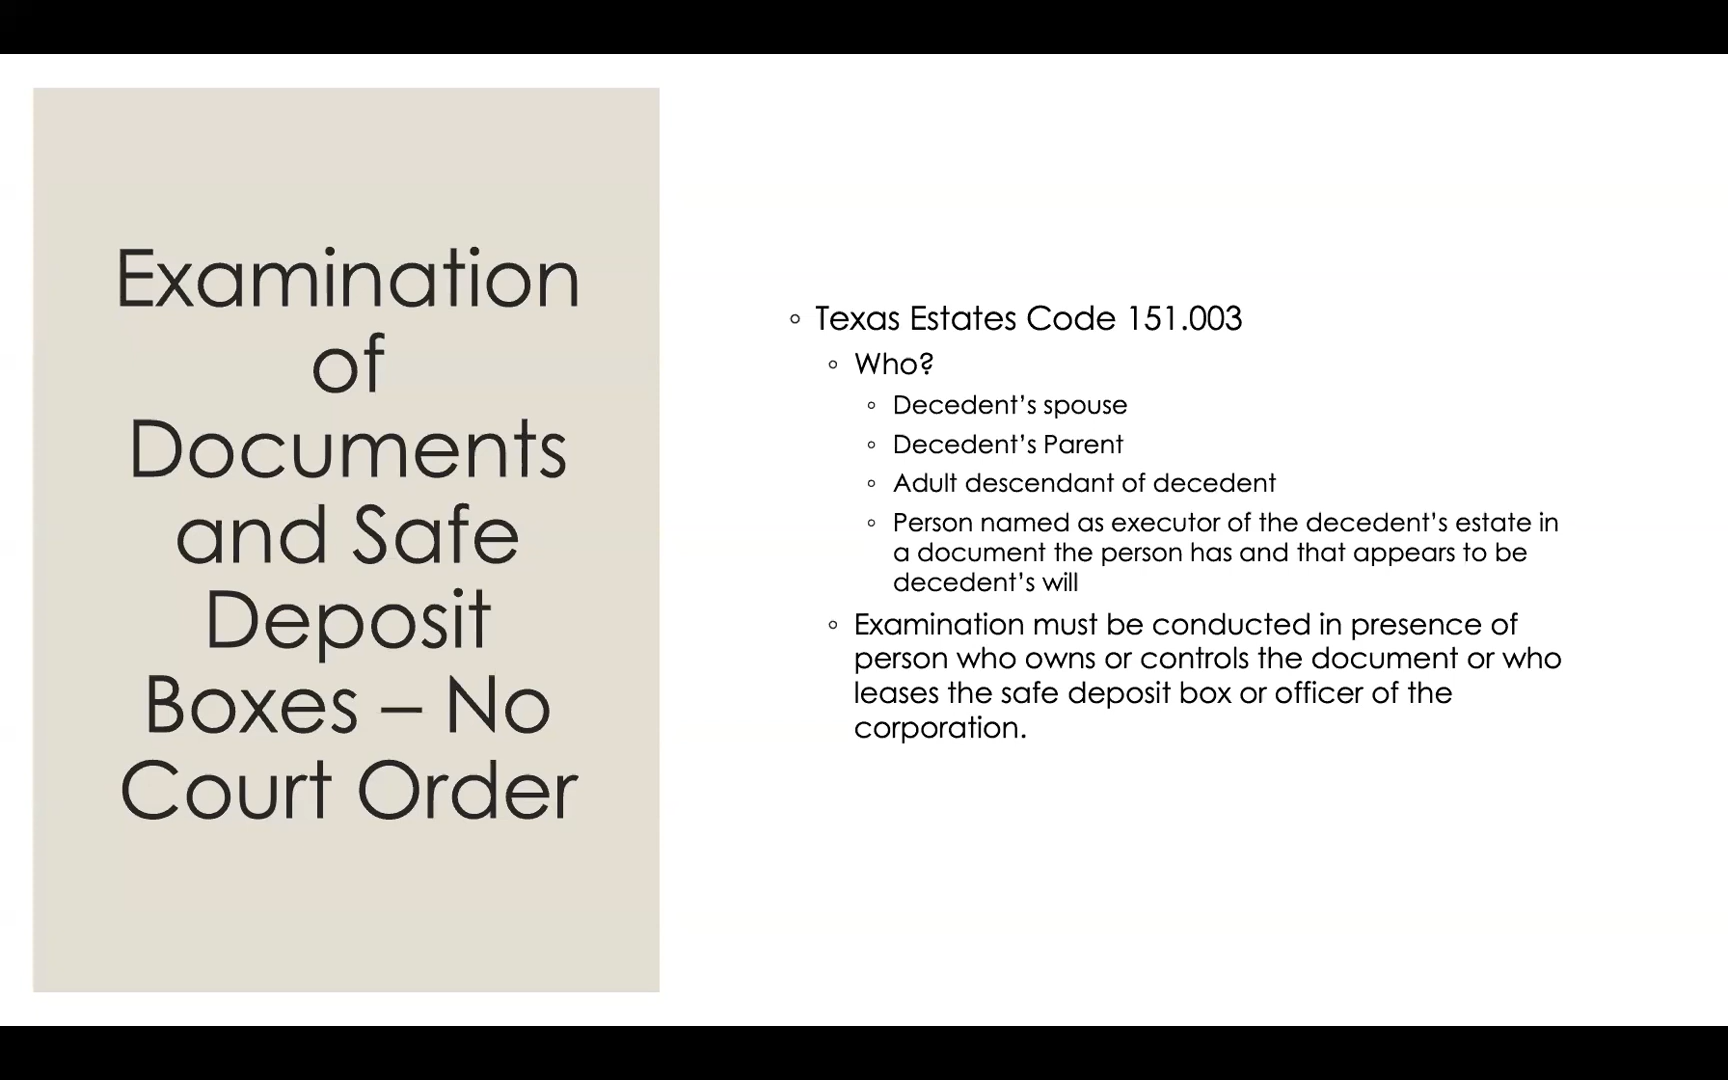 Examination
of
Documents
and Safe
Deposit
Boxes – No
Court Order
◦ Texas Estates Code 151.003
◦ Who?
◦ Decedent’s spouse
◦ Decedent’s Parent
◦ Adult descendant of decedent
◦ Person named as executor of the decedent’s estate in
a document the person has and that appears to be
decedent’s will
◦ Examination must be conducted in presence of
person who owns or controls the document or who
leases the safe deposit box or officer of the
corporation.